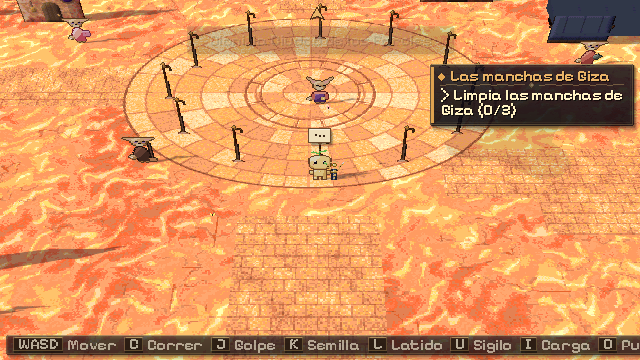 ...
Las manchas de Giza
Limpia las manchas de
Giza (0/3)
WASD Mover C Correr J Golpe K Semilla L Latido U Sigilo I Carga O Pu